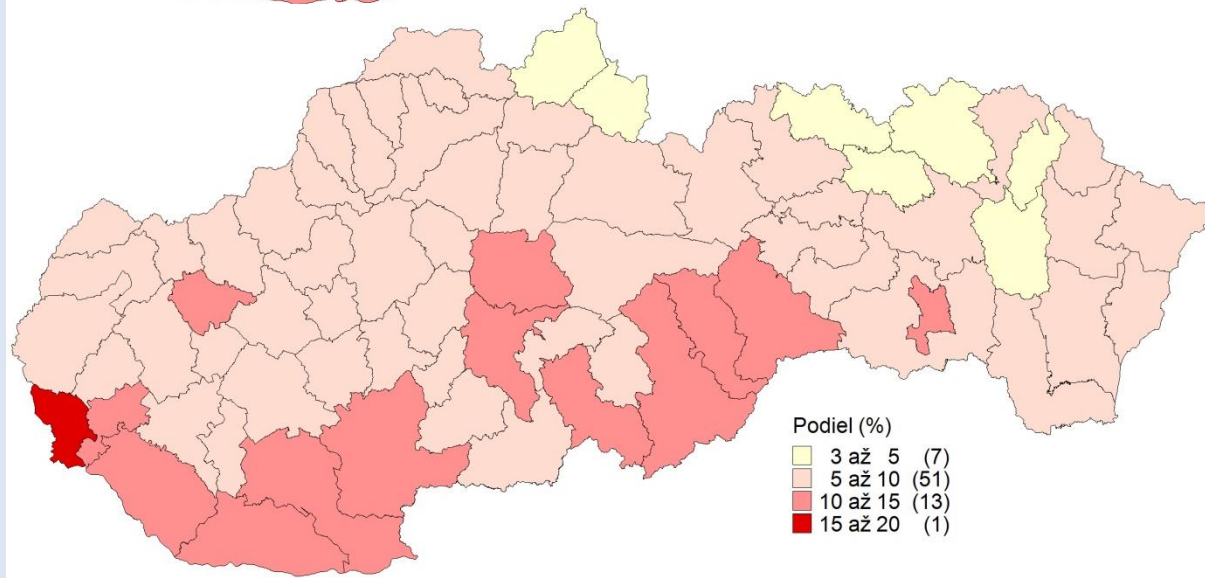 Podiel (%)
3 až 5 (7)
5 až 10 (51)
10 až 15 (13)
15 až 20 (1)